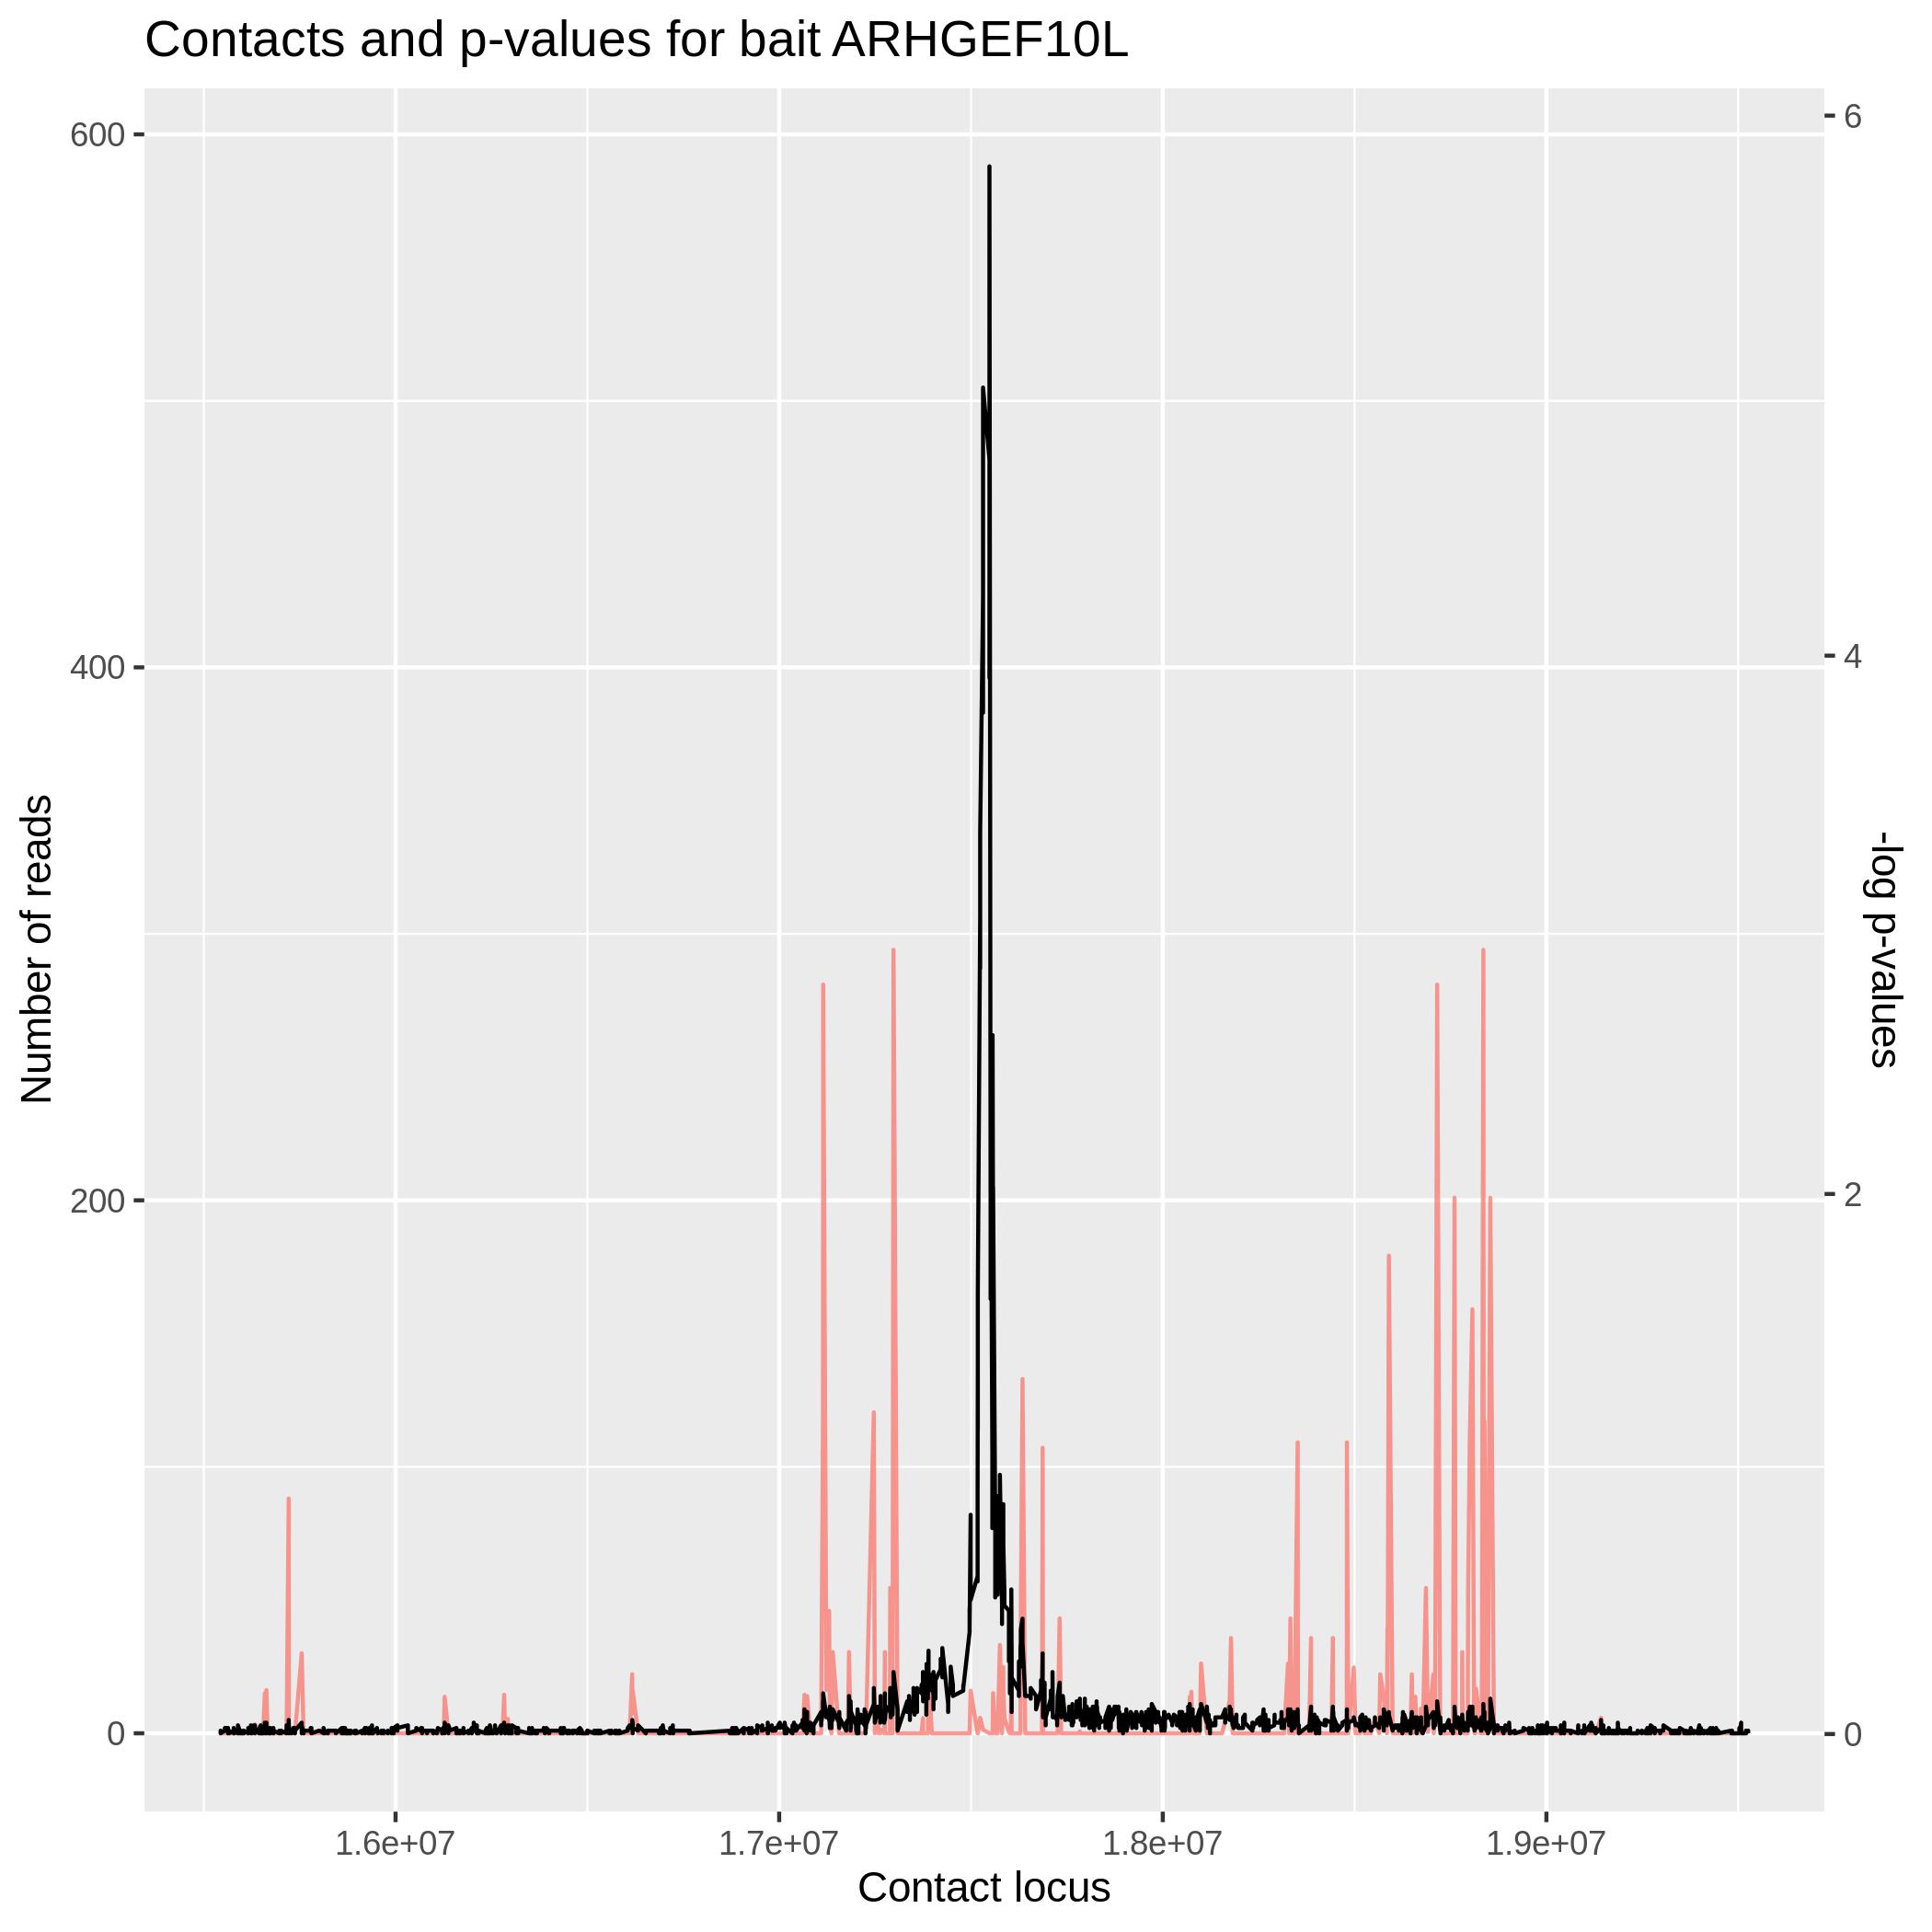 Contacts and p-values for bait ARHGEF10L
600
400
200
0
Number of reads
6
4
2
0
-log p-values
1.6e+07
1.7e+07
1.8e+07
1.9e+07
Contact locus